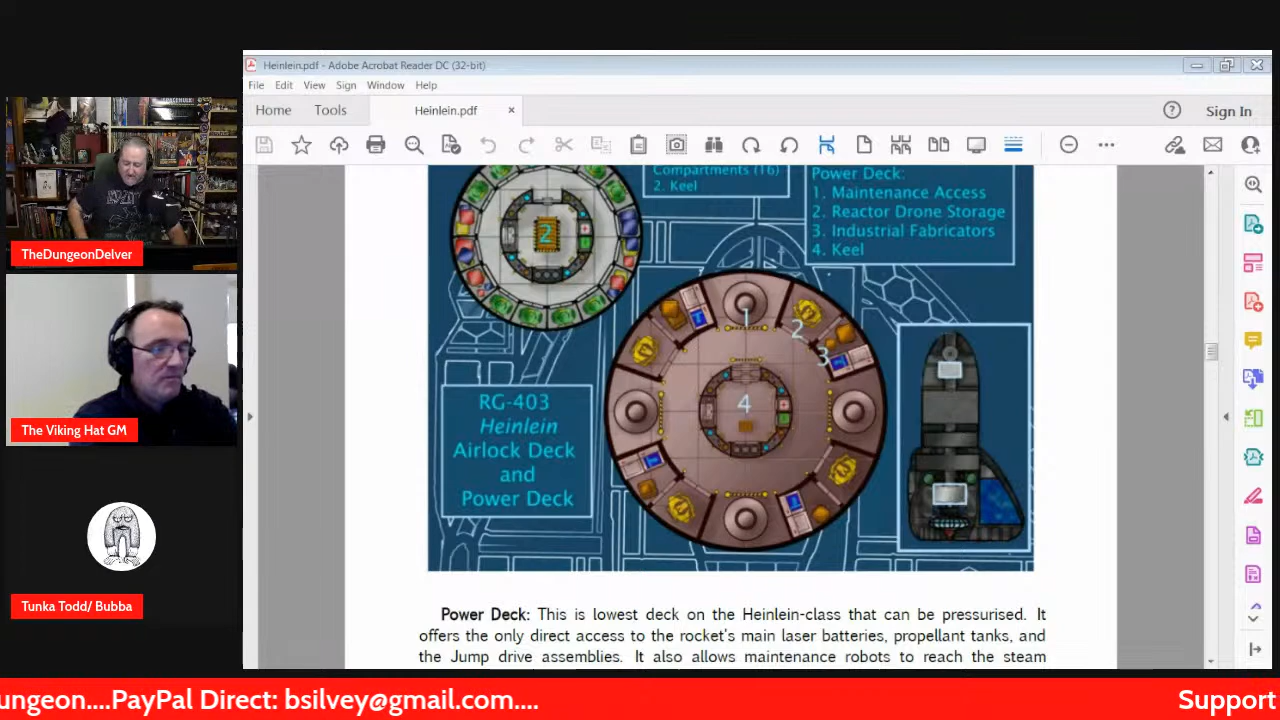 Heinlein.pdf - Adobe Acrobat Reader DC (32-bit)
File Edit View Sign Window Help
Home Tools Heinlein.pdf × Sign In
Compartments (16)
2. Keel
Power Deck:
1. Maintenance Access
2. Reactor Drone Storage
3. Industrial Fabricators
4. Keel
2
1
2
3
4
RG-403
Heinlein
Airlock Deck
and
Power Deck
Power Deck: This is lowest deck on the Heinlein-class that can be pressurised. It
offers the only direct access to the rocket's main laser batteries, propellant tanks, and
the Jump drive assemblies. It also allows maintenance robots to reach the steam
TheDungeonDelver
The Viking Hat GM
Tunka Todd/ Bubba
ungeon....PayPal Direct: bsilvey@gmail.com.... Support